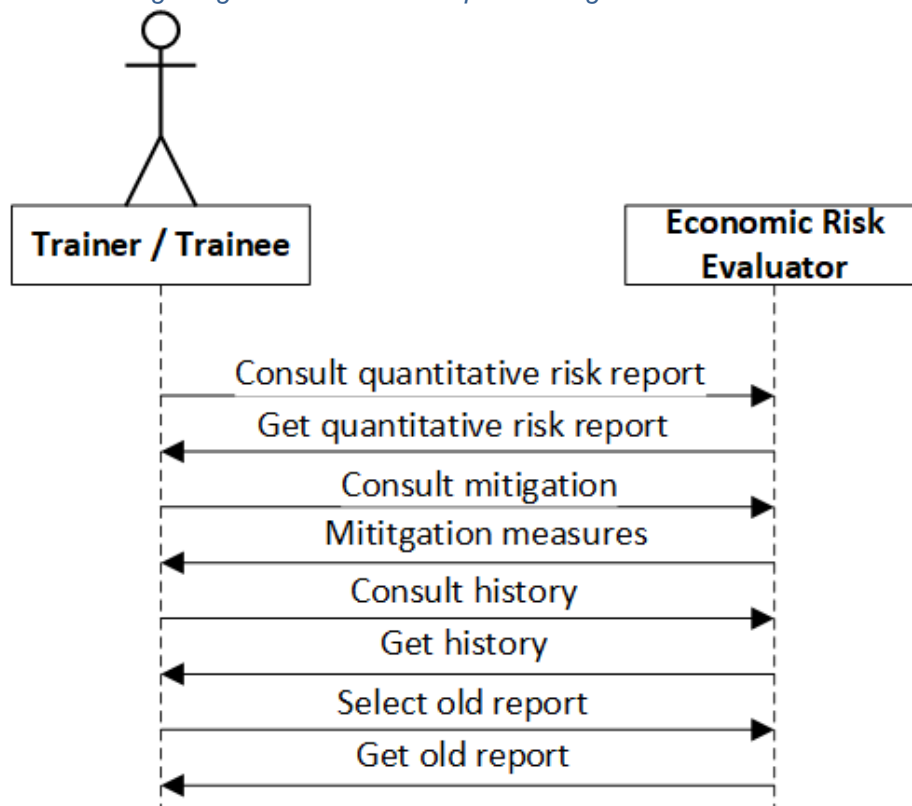 Trainer / Trainee
Economic Risk
Evaluator
Consult quantitative risk report
Get quantitative risk report
Consult mitigation
Mititgation measures
Consult history
Get history
Select old report
Get old report